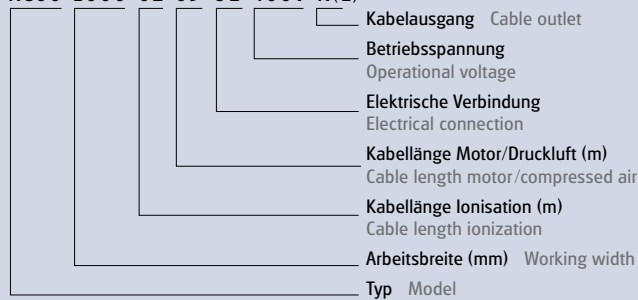 Kabelausgang Cable outlet
Betriebsspannung
Operational voltage
Elektrische Verbindung
Electrical connection
Kabellänge Motor/Druckluft (m)
Cable length motor/compressed air
Kabellänge Ionisation (m)
Cable length ionization
Arbeitsbreite (mm) Working width
Typ Model